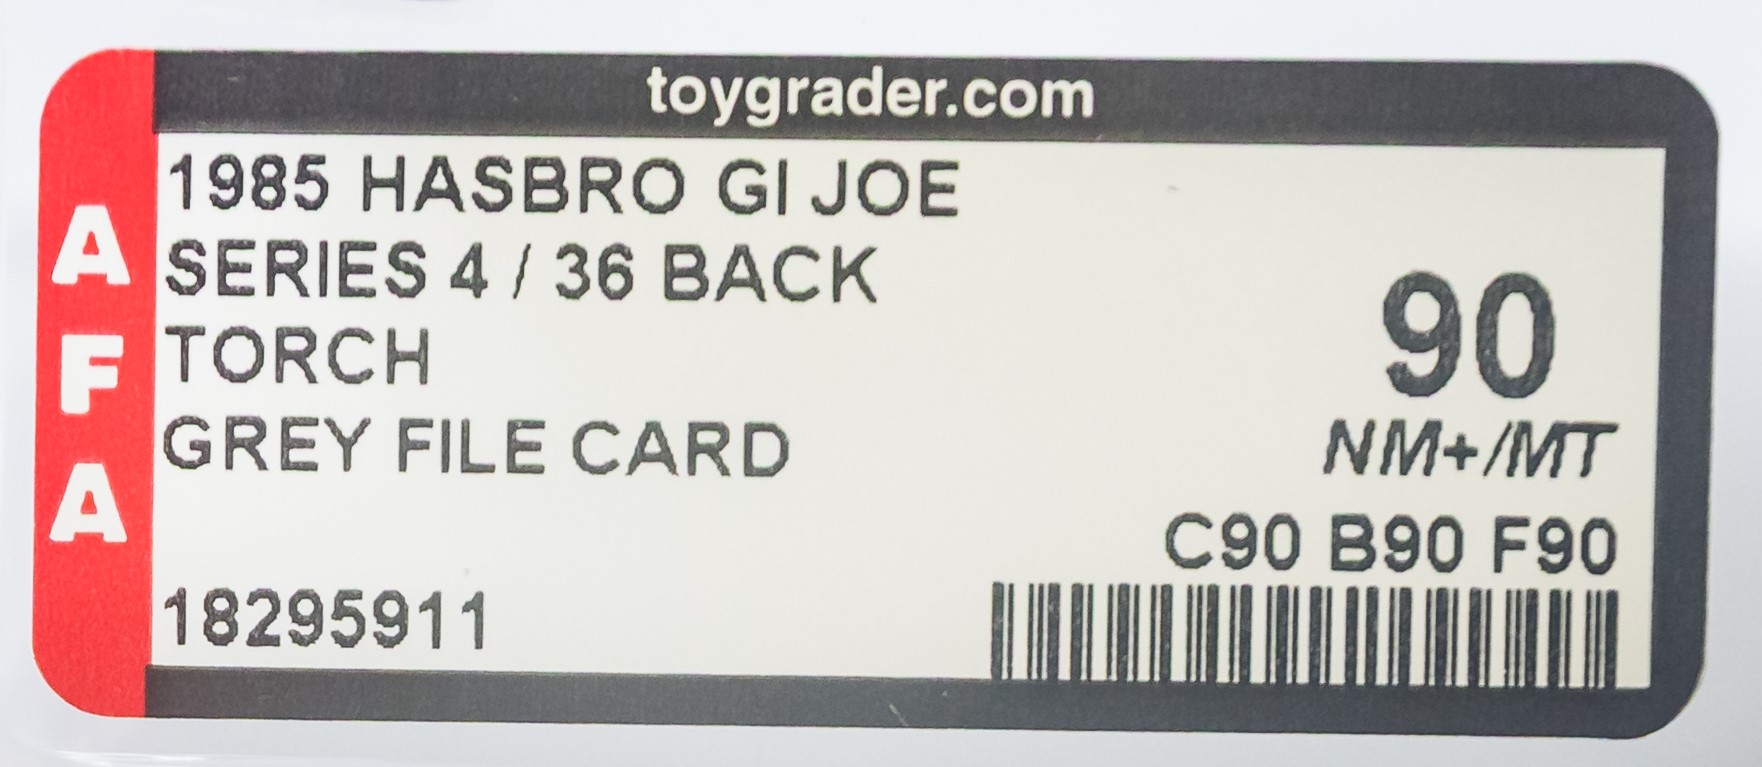 toygrader.com
AFA
1985 HASBRO GI JOE
SERIES 4 / 36 BACK
TORCH
GREY FILE CARD
90
NM+/MT
C90 B90 F90
18295911